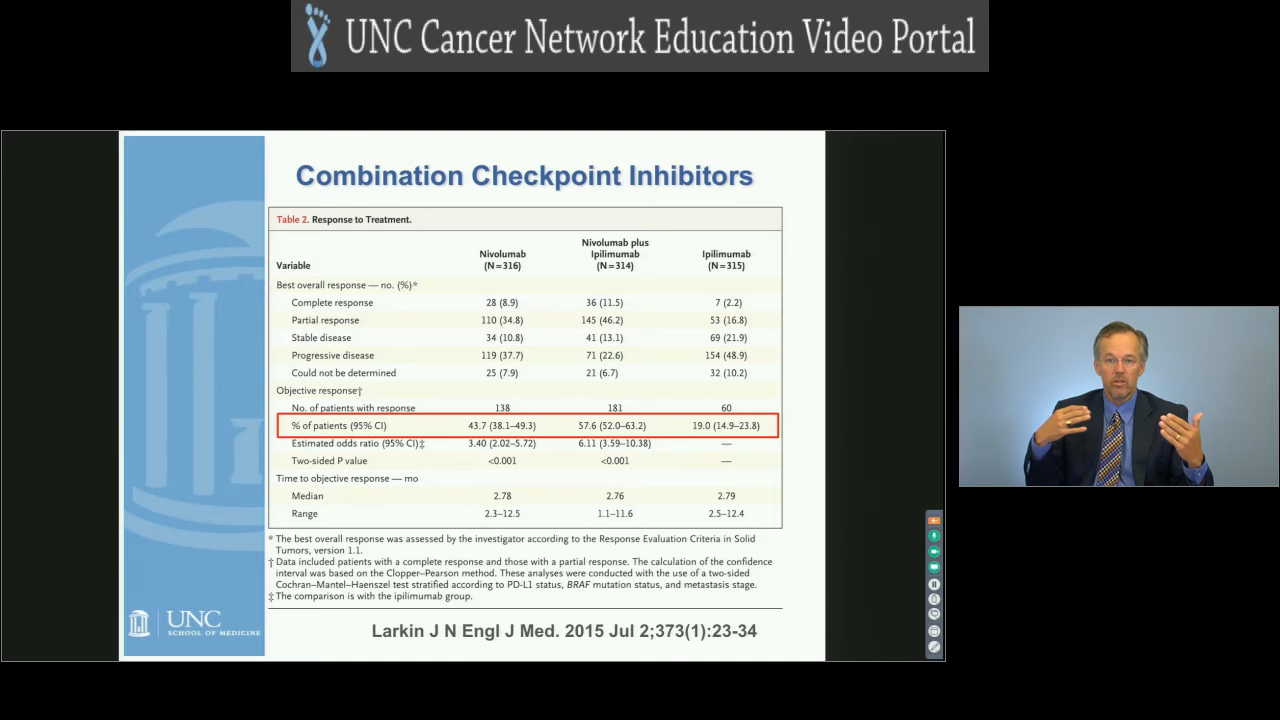 UNC Cancer Network Education Video Portal
Combination Checkpoint Inhibitors
Table 2. Response to Treatment.
Variable Nivolumab (N=316) Nivolumab plus Ipilimumab (N=314) Ipilimumab (N=315)
Best overall response — no. (%)*
Complete response 28 (8.9) 36 (11.5) 7 (2.2)
Partial response 110 (34.8) 145 (46.2) 53 (16.8)
Stable disease 34 (10.8) 41 (13.1) 69 (21.9)
Progressive disease 119 (37.7) 71 (22.6) 154 (48.9)
Could not be determined 25 (7.9) 21 (6.7) 32 (10.2)
Objective response†
No. of patients with response 138 181 60
% of patients (95% CI) 43.7 (38.1–49.3) 57.6 (52.0–63.2) 19.0 (14.9–23.8)
Estimated odds ratio (95% CI)‡ 3.40 (2.02–5.72) 6.11 (3.59–10.38) —
Two-sided P value <0.001 <0.001 —
Time to objective response — mo
Median 2.78 2.76 2.79
Range 2.3–12.5 1.1–11.6 2.5–12.4
* The best overall response was assessed by the investigator according to the Response Evaluation Criteria in Solid
Tumors, version 1.1.
† Data included patients with a complete response and those with a partial response. The calculation of the confidence
interval was based on the Clopper–Pearson method. These analyses were conducted with the use of a two-sided
Cochran–Mantel–Haenszel test stratified according to PD-L1 status, BRAF mutation status, and metastasis stage.
‡ The comparison is with the ipilimumab group.
UNC
SCHOOL OF MEDICINE
Larkin J N Engl J Med. 2015 Jul 2;373(1):23-34